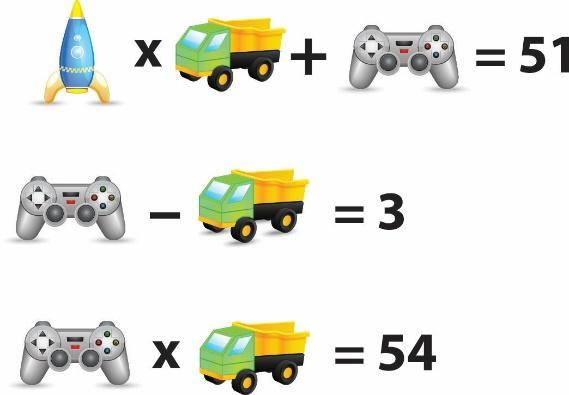 x + = 51
− = 3
x = 54